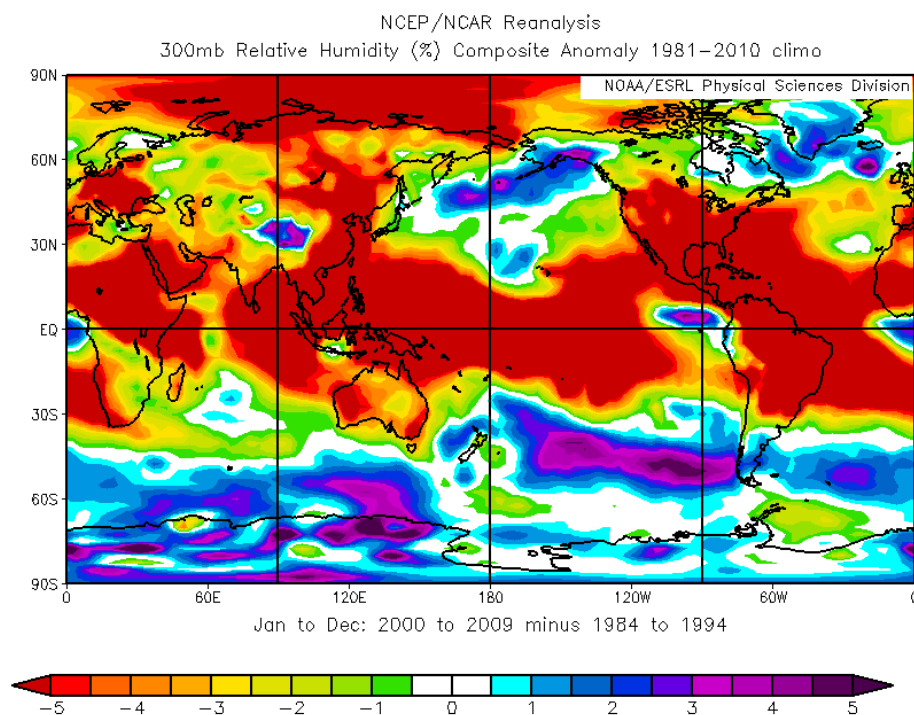 NCEP/NCAR Reanalysis
300mb Relative Humidity (%) Composite Anomaly 1981-2010 climo
NOAA/ESRL Physical Sciences Division
90N
60N
30N
EQ
30S
60S
90S
0 60E 120E 180 120W 60W 0
Jan to Dec: 2000 to 2009 minus 1984 to 1994
-5 -4 -3 -2 -1 0 1 2 3 4 5